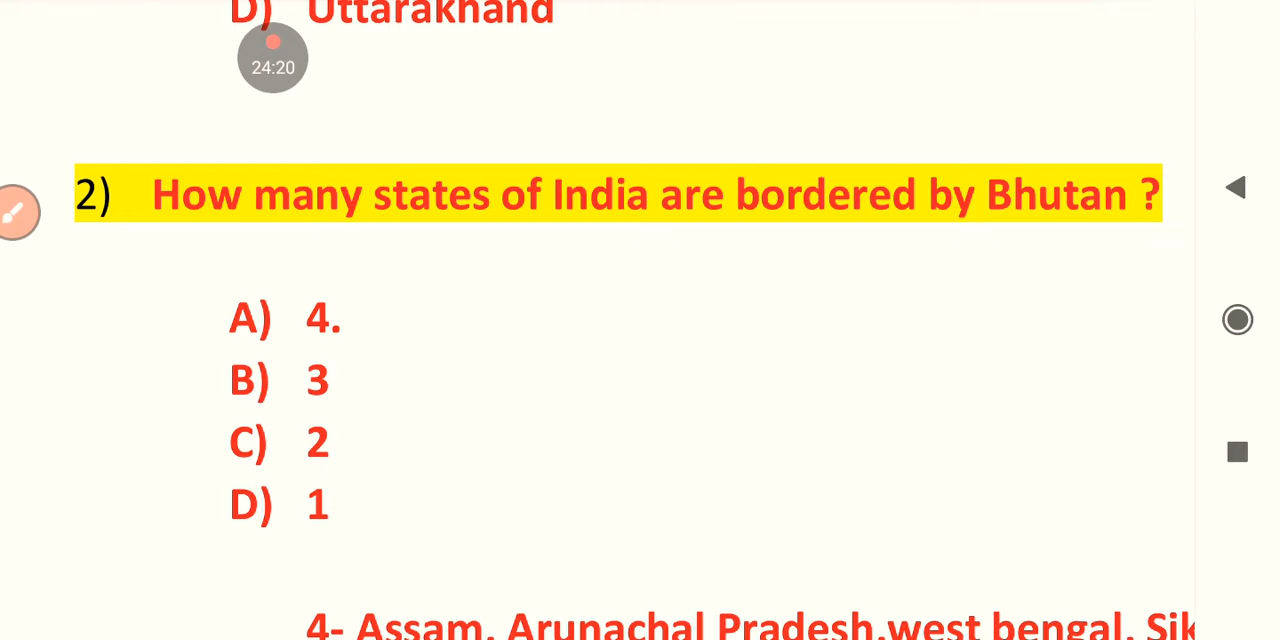 D) Uttarakhand
24:20
2) How many states of India are bordered by Bhutan ?
A) 4.
B) 3
C) 2
D) 1
4- Assam, Arunachal Pradesh,west bengal, Sik